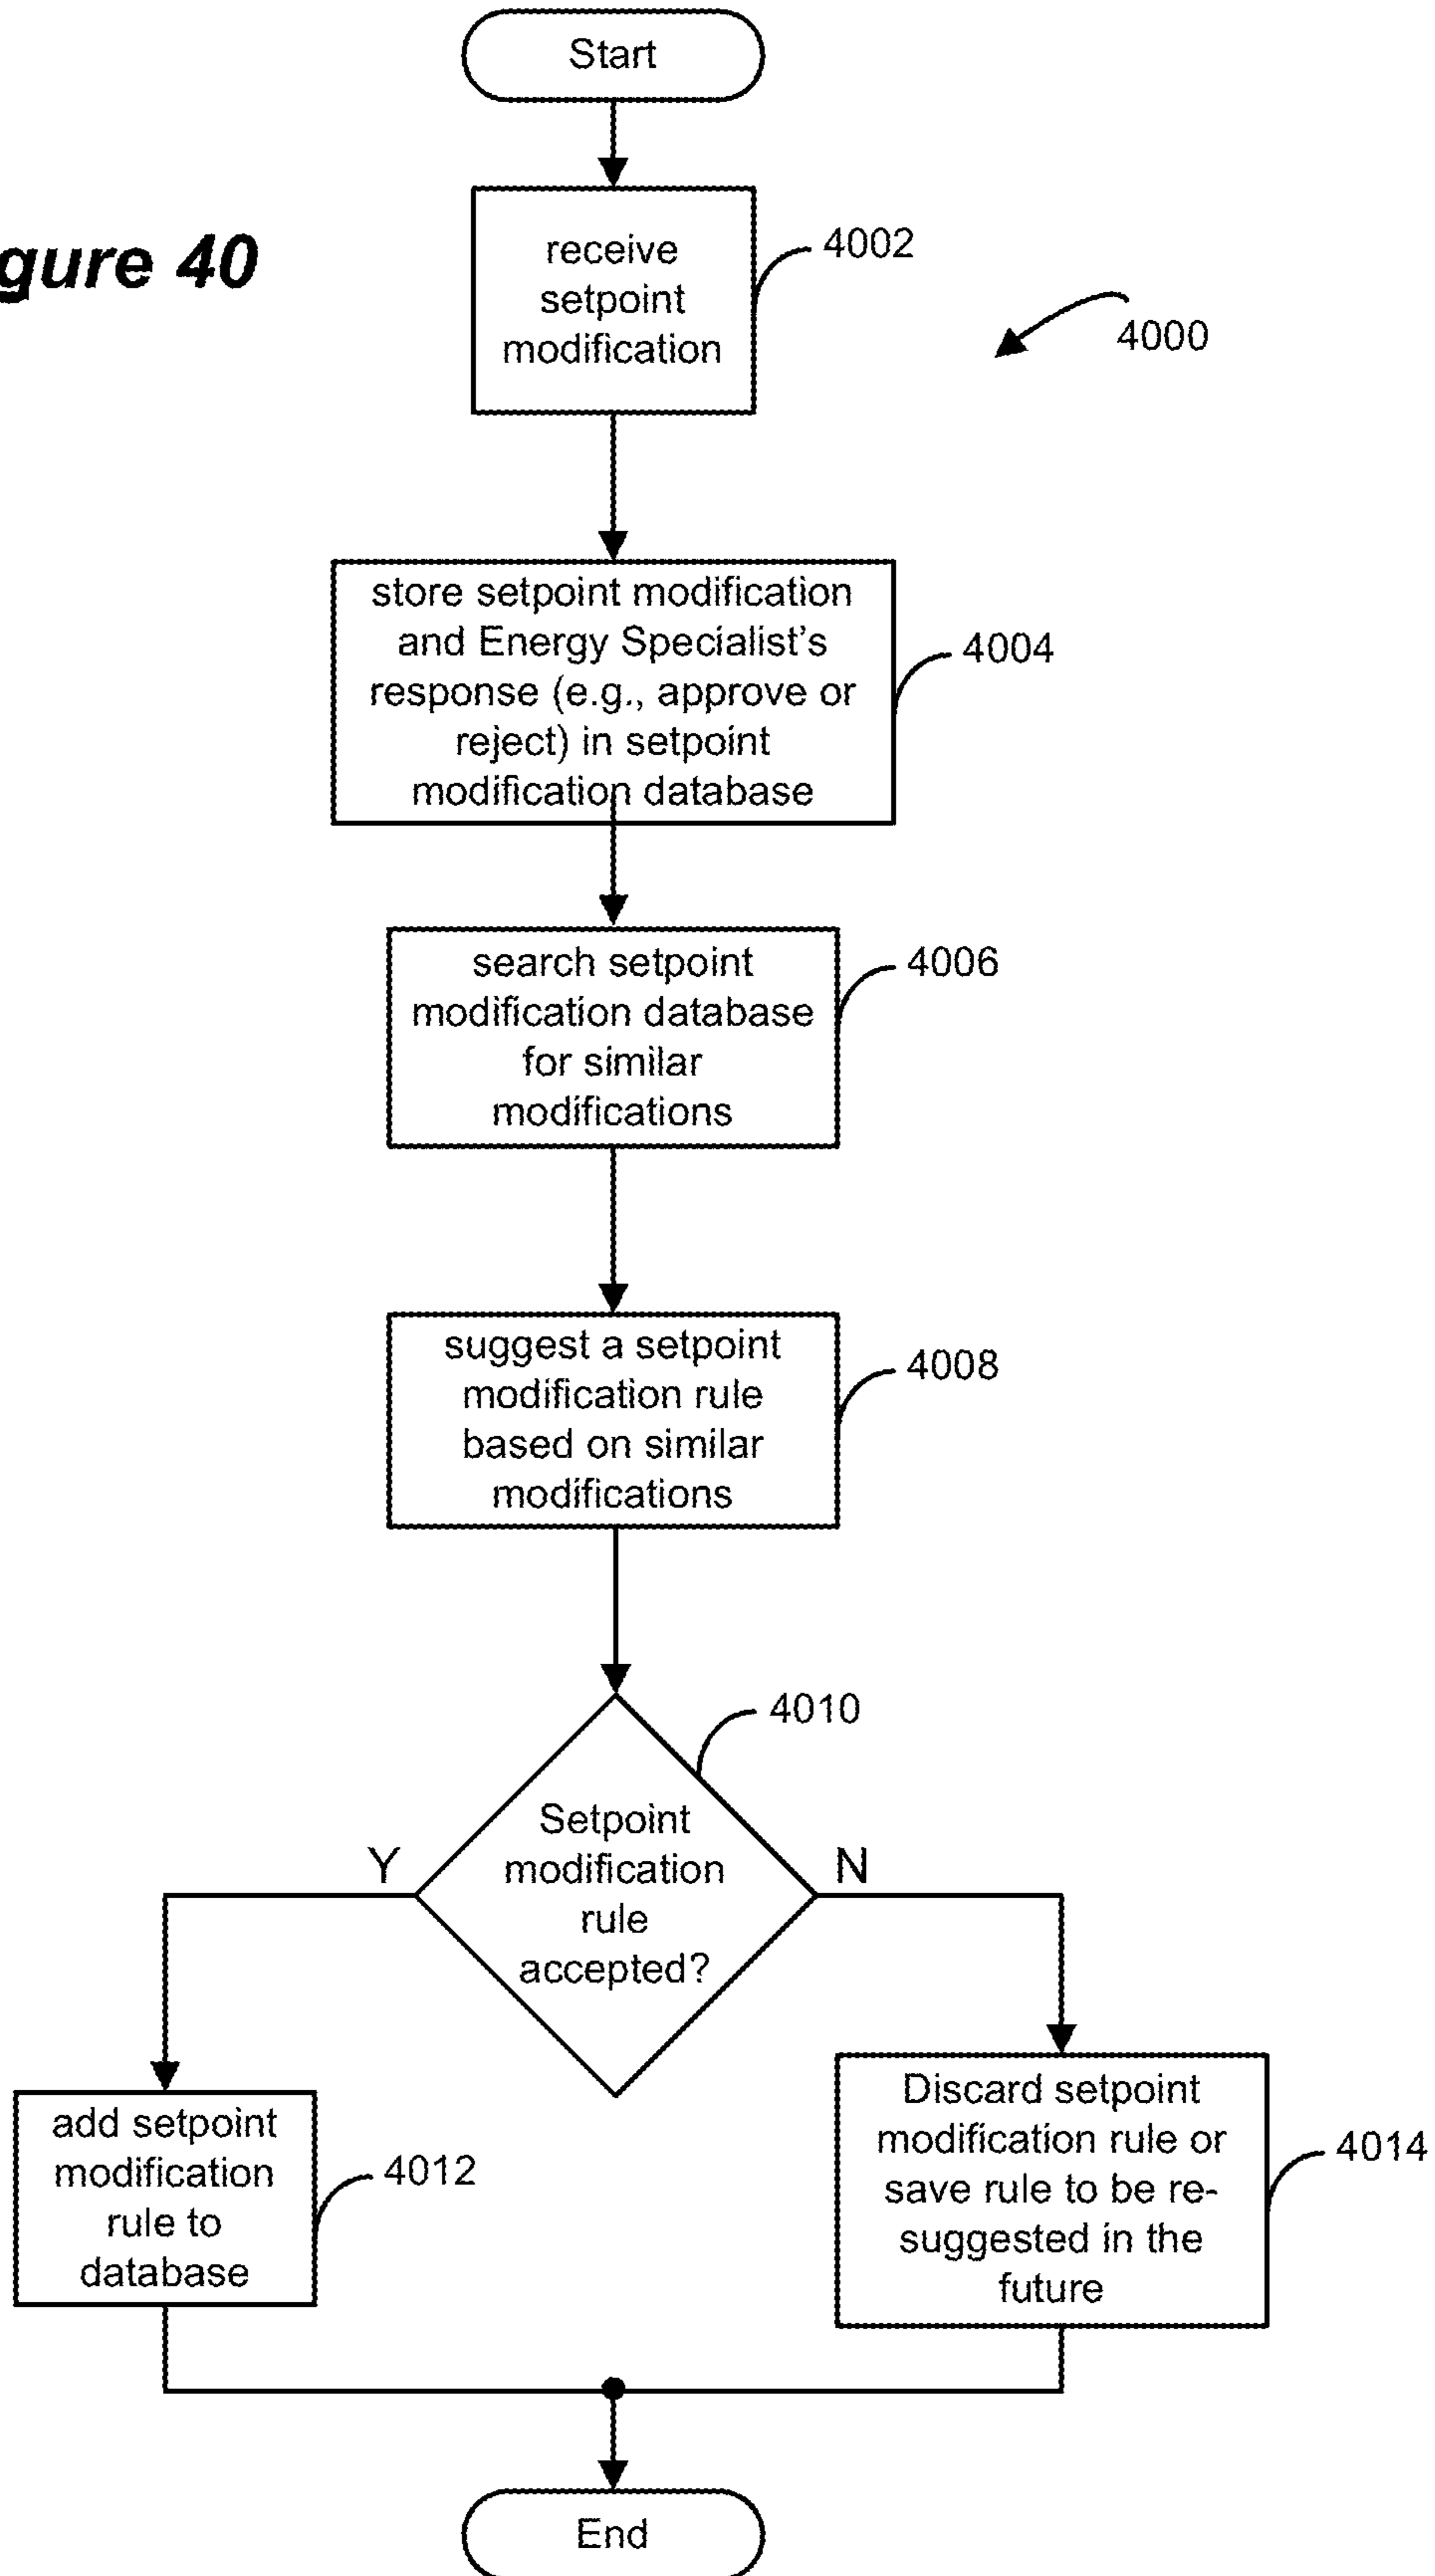 Start
gure 40
receive
setpoint
modification
4002
4000
store setpoint modification
and Energy Specialist's
response (e.g., approve or
reject) in setpoint
modification database
4004
search setpoint
modification database
for similar
modifications
4006
suggest a setpoint
modification rule
based on similar
modifications
4008
4010
Setpoint
modification
rule
accepted?
Y
N
add setpoint
modification
rule to
database
4012
Discard setpoint
modification rule or
save rule to be re-
suggested in the
future
4014
End